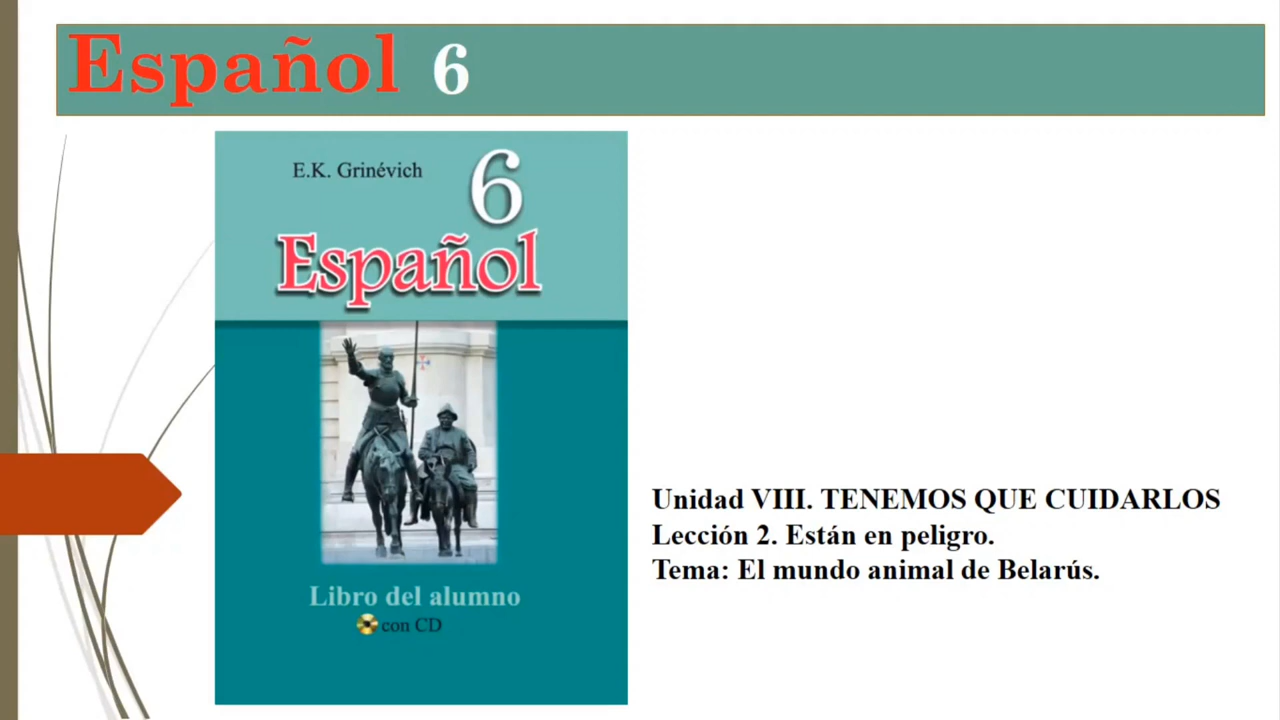 Español 6
E.K. Grinévich
6
Español
Libro del alumno
con CD
Unidad VIII. TENEMOS QUE CUIDARLOS
Lección 2. Están en peligro.
Tema: El mundo animal de Belarús.